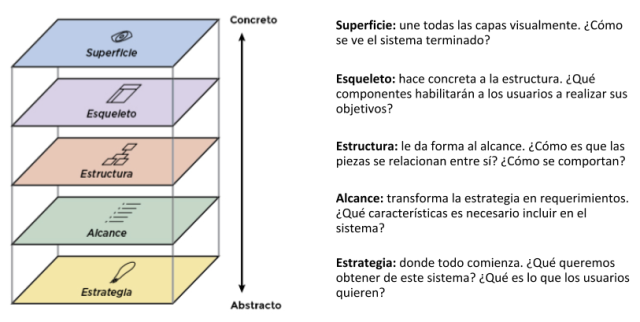 Concreto
Superficie
Esqueleto
Estructura
Alcance
Estrategia
Abstracto
Superficie: une todas las capas visualmente. ¿Cómo
se ve el sistema terminado?
Esqueleto: hace concreta a la estructura. ¿Qué
componentes habilitarán a los usuarios a realizar sus
objetivos?
Estructura: le da forma al alcance. ¿Cómo es que las
piezas se relacionan entre sí? ¿Cómo se comportan?
Alcance: transforma la estrategia en requerimientos.
¿Qué características es necesario incluir en el
sistema?
Estrategia: donde todo comienza. ¿Qué queremos
obtener de este sistema? ¿Qué es lo que los usuarios
quieren?